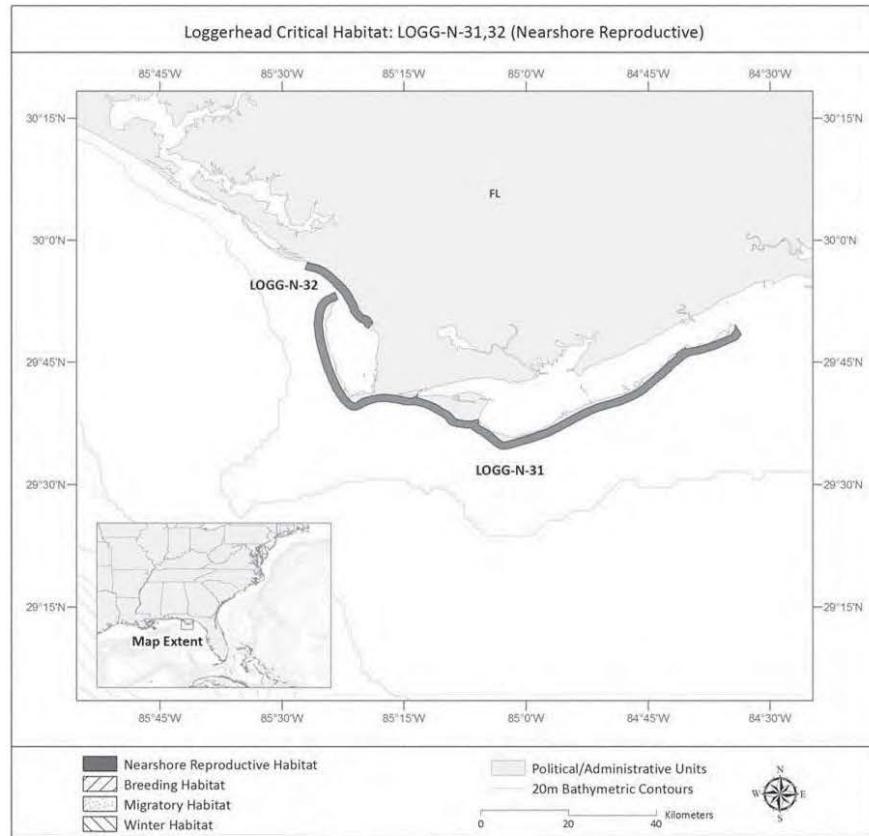 Loggerhead Critical Habitat: LOGG-N-31,32 (Nearshore Reproductive)
85°45'W 85°30'W 85°15'W 85°0'W 84°45'W 84°30'W
30°15'N 30°15'N
FL
30°0'N 30°0'N
LOGG-N-32
29°45'N 29°45'N
LOGG-N-31
29°30'N 29°30'N
29°15'N 29°15'N
Map Extent
85°45'W 85°30'W 85°15'W 85°0'W 84°45'W 84°30'W
Nearshore Reproductive Habitat
Breeding Habitat
Migratory Habitat
Winter Habitat
Political/Administrative Units
20m Bathymetric Contours
Kilometers
0 20 40
N
W E
S